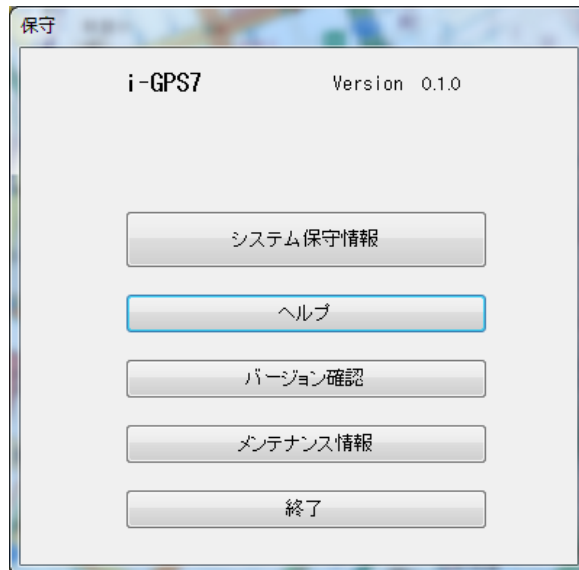 保守
i-GPS7 Version 0.1.0
システム保守情報
ヘルプ
バージョン確認
メンテナンス情報
終了